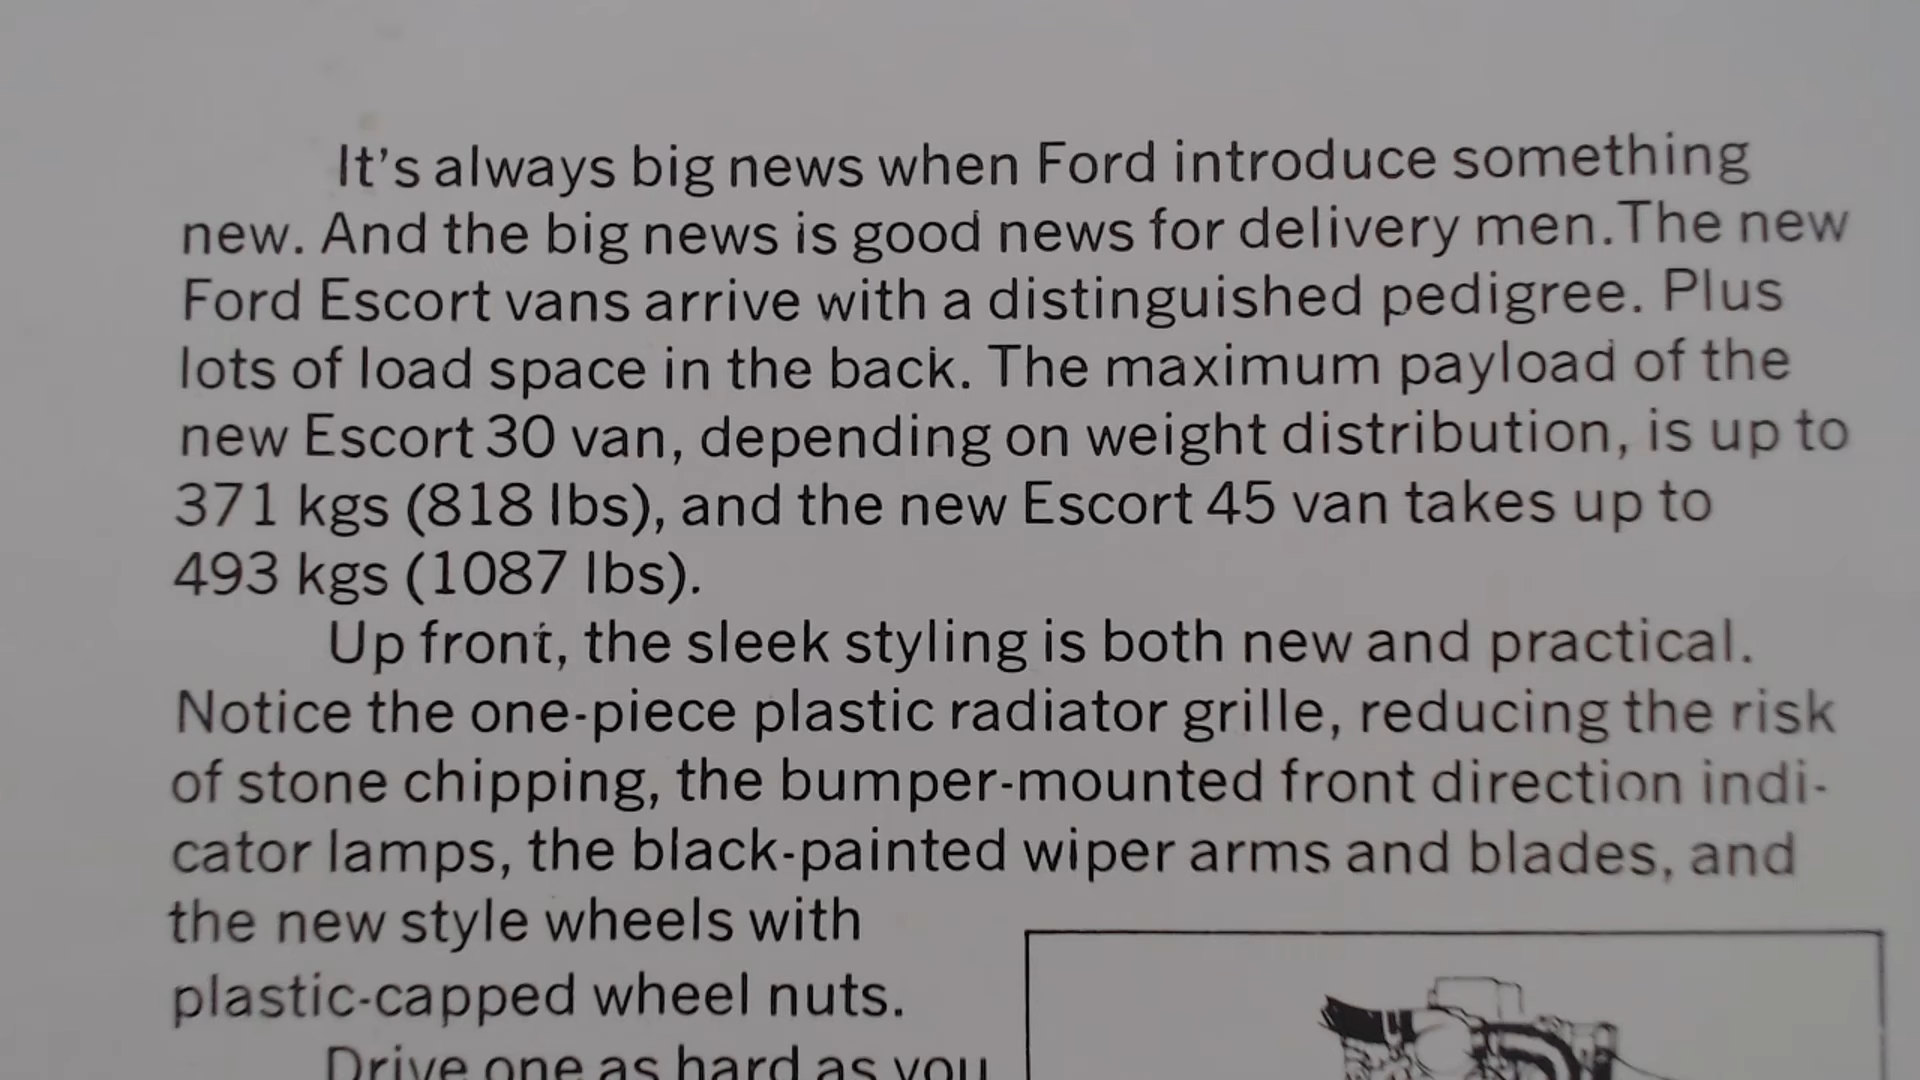 It's always big news when Ford introduce something
new. And the big news is good news for delivery men. The new
Ford Escort vans arrive with a distinguished pedigree. Plus
lots of load space in the back. The maximum payload of the
new Escort 30 van, depending on weight distribution, is up to
371 kgs (818 lbs), and the new Escort 45 van takes up to
493 kgs (1087 lbs).
Up front, the sleek styling is both new and practical.
Notice the one-piece plastic radiator grille, reducing the risk
of stone chipping, the bumper-mounted front direction indi-
cator lamps, the black-painted wiper arms and blades, and
the new style wheels with
plastic-capped wheel nuts.
Drive one as hard as you